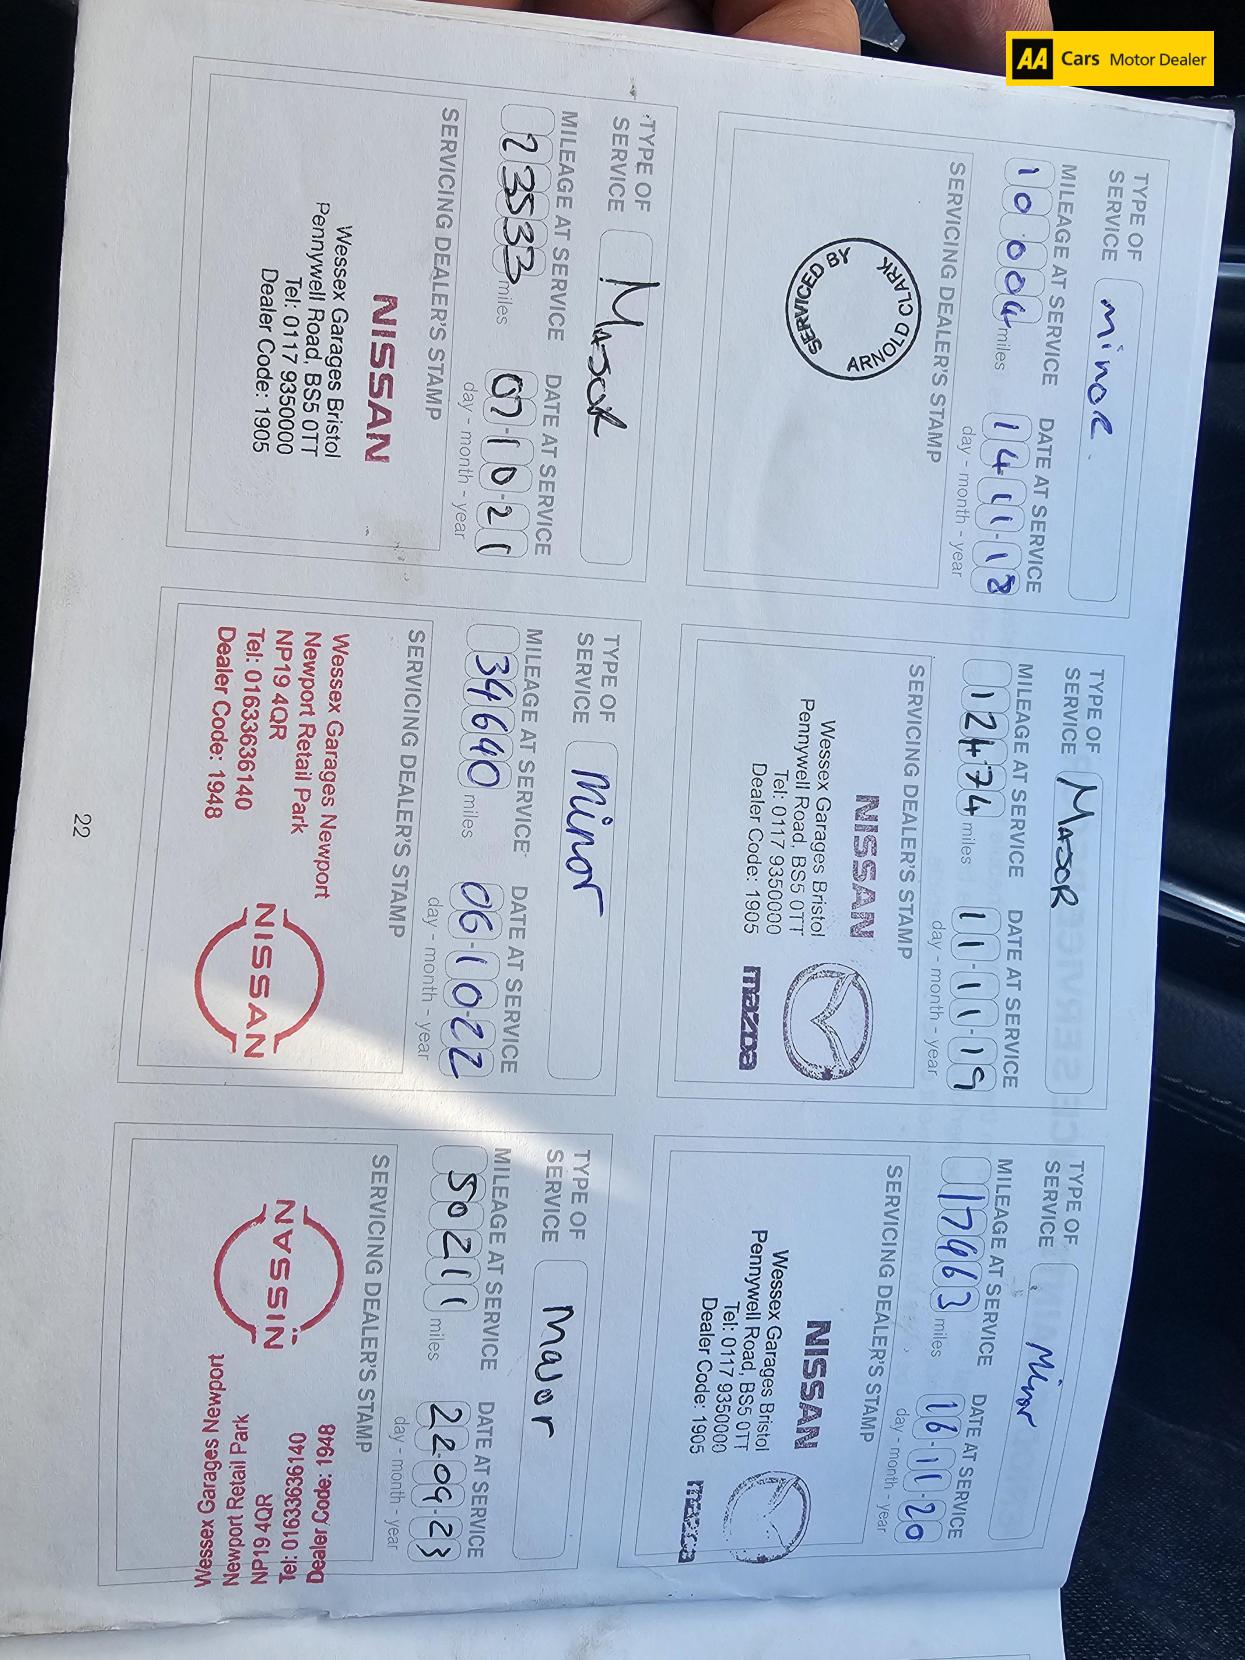 AA Cars Motor Dealer
TYPE OF
SERVICE
minor.
MILEAGE AT SERVICE DATE AT SERVICE
miles 14-11-18
day - month - year
SERVICING DEALER'S STAMP
SERVICED BY
ARNOLD CLARK
TYPE OF
SERVICE
MAJOR
MILEAGE AT SERVICE DATE AT SERVICE
12474 miles 11-11-19
day - month - year
SERVICING DEALER'S STAMP
NISSAN
Wessex Garages Bristol
Pennywell Road, BS5 0TT
Tel: 0117 9350000
Dealer Code: 1905
mazda
TYPE OF
SERVICE
Minor
MILEAGE AT SERVICE DATE AT SERVICE
17963 miles 16-11-20
day - month - year
SERVICING DEALER'S STAMP
NISSAN
Wessex Garages Bristol
Pennywell Road, BS5 0TT
Tel: 0117 9350000
Dealer Code: 1905
mazda
TYPE OF
SERVICE
MAJOR
MILEAGE AT SERVICE DATE AT SERVICE
23533 miles 07-10-21
day - month - year
SERVICING DEALER'S STAMP
NISSAN
Wessex Garages Bristol
Pennywell Road, BS5 0TT
Tel: 0117 9350000
Dealer Code: 1905
TYPE OF
SERVICE
Minor
MILEAGE AT SERVICE DATE AT SERVICE
34640 miles 06-10-22
day - month - year
SERVICING DEALER'S STAMP
Wessex Garages Newport
Newport Retail Park
NP19 4QR
Tel: 01633636140
Dealer Code: 1948
NISSAN
TYPE OF
SERVICE
Major
MILEAGE AT SERVICE DATE AT SERVICE
50211 miles 22-09-23
day - month - year
SERVICING DEALER'S STAMP
NISSAN
Wessex Garages Newport
Newport Retail Park
NP19 4QR
Tel: 01633636140
Dealer Code: 1948
22